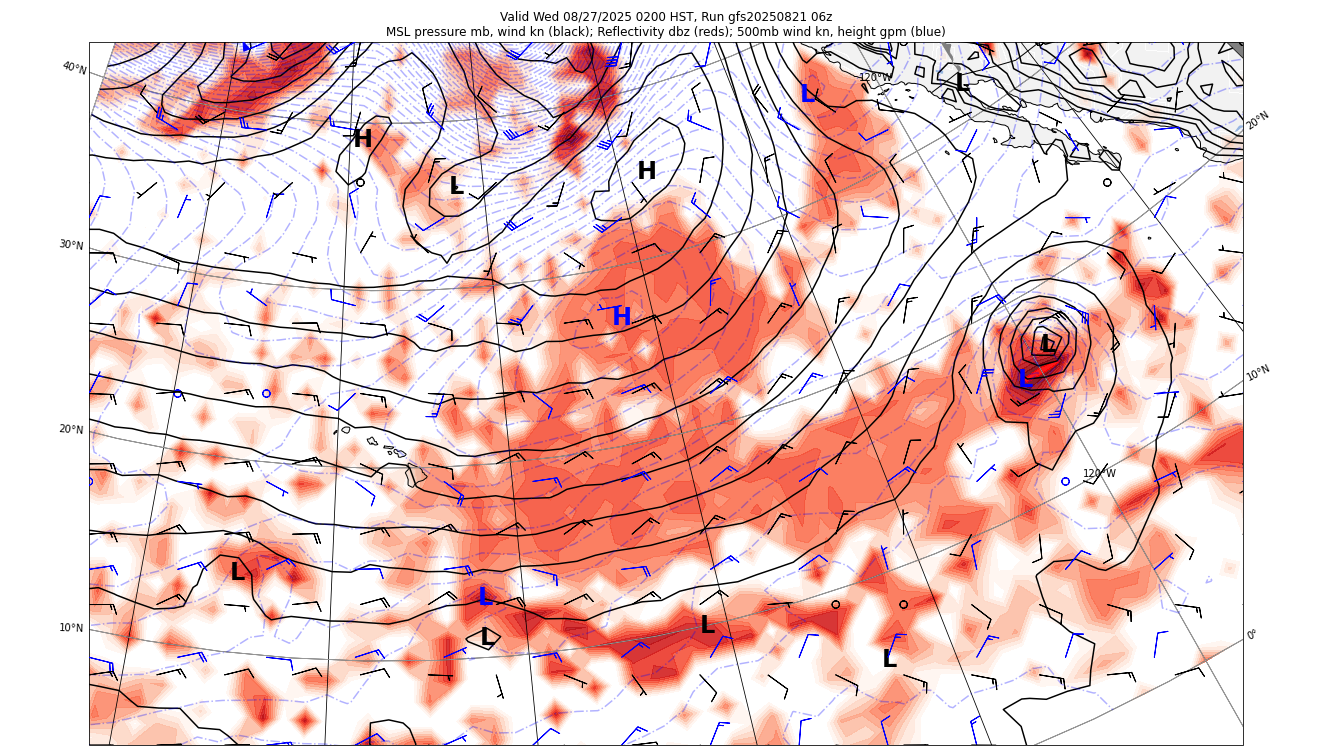 Valid Wed 08/27/2025 0200 HST, Run gfs20250821 06z
MSL pressure mb, wind kn (black); Reflectivity dbz (reds); 500mb wind kn, height gpm (blue)
40°N
120°W
L
L
20°N
H
L
H
30°N
H
L
L
10°N
20°N
120°W
L
L
10°N
L
L
L
L
0°